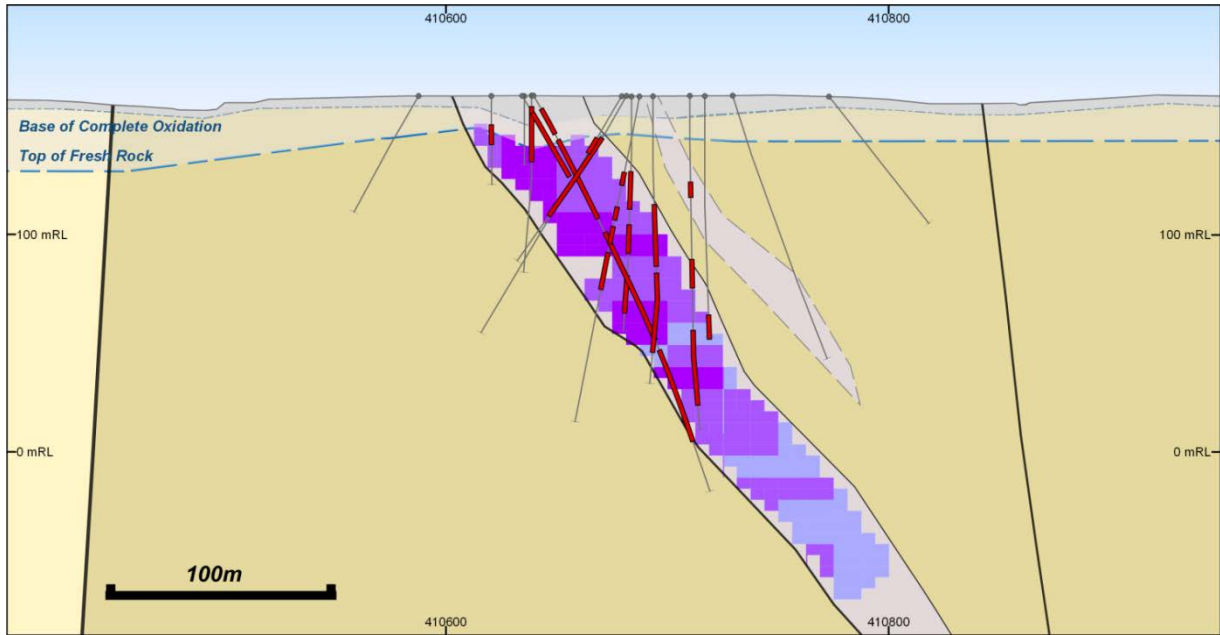 410600
410800
Base of Complete Oxidation
Top of Fresh Rock
100 mRL
100 mRL
0 mRL
0 mRL
100m
410600
410800